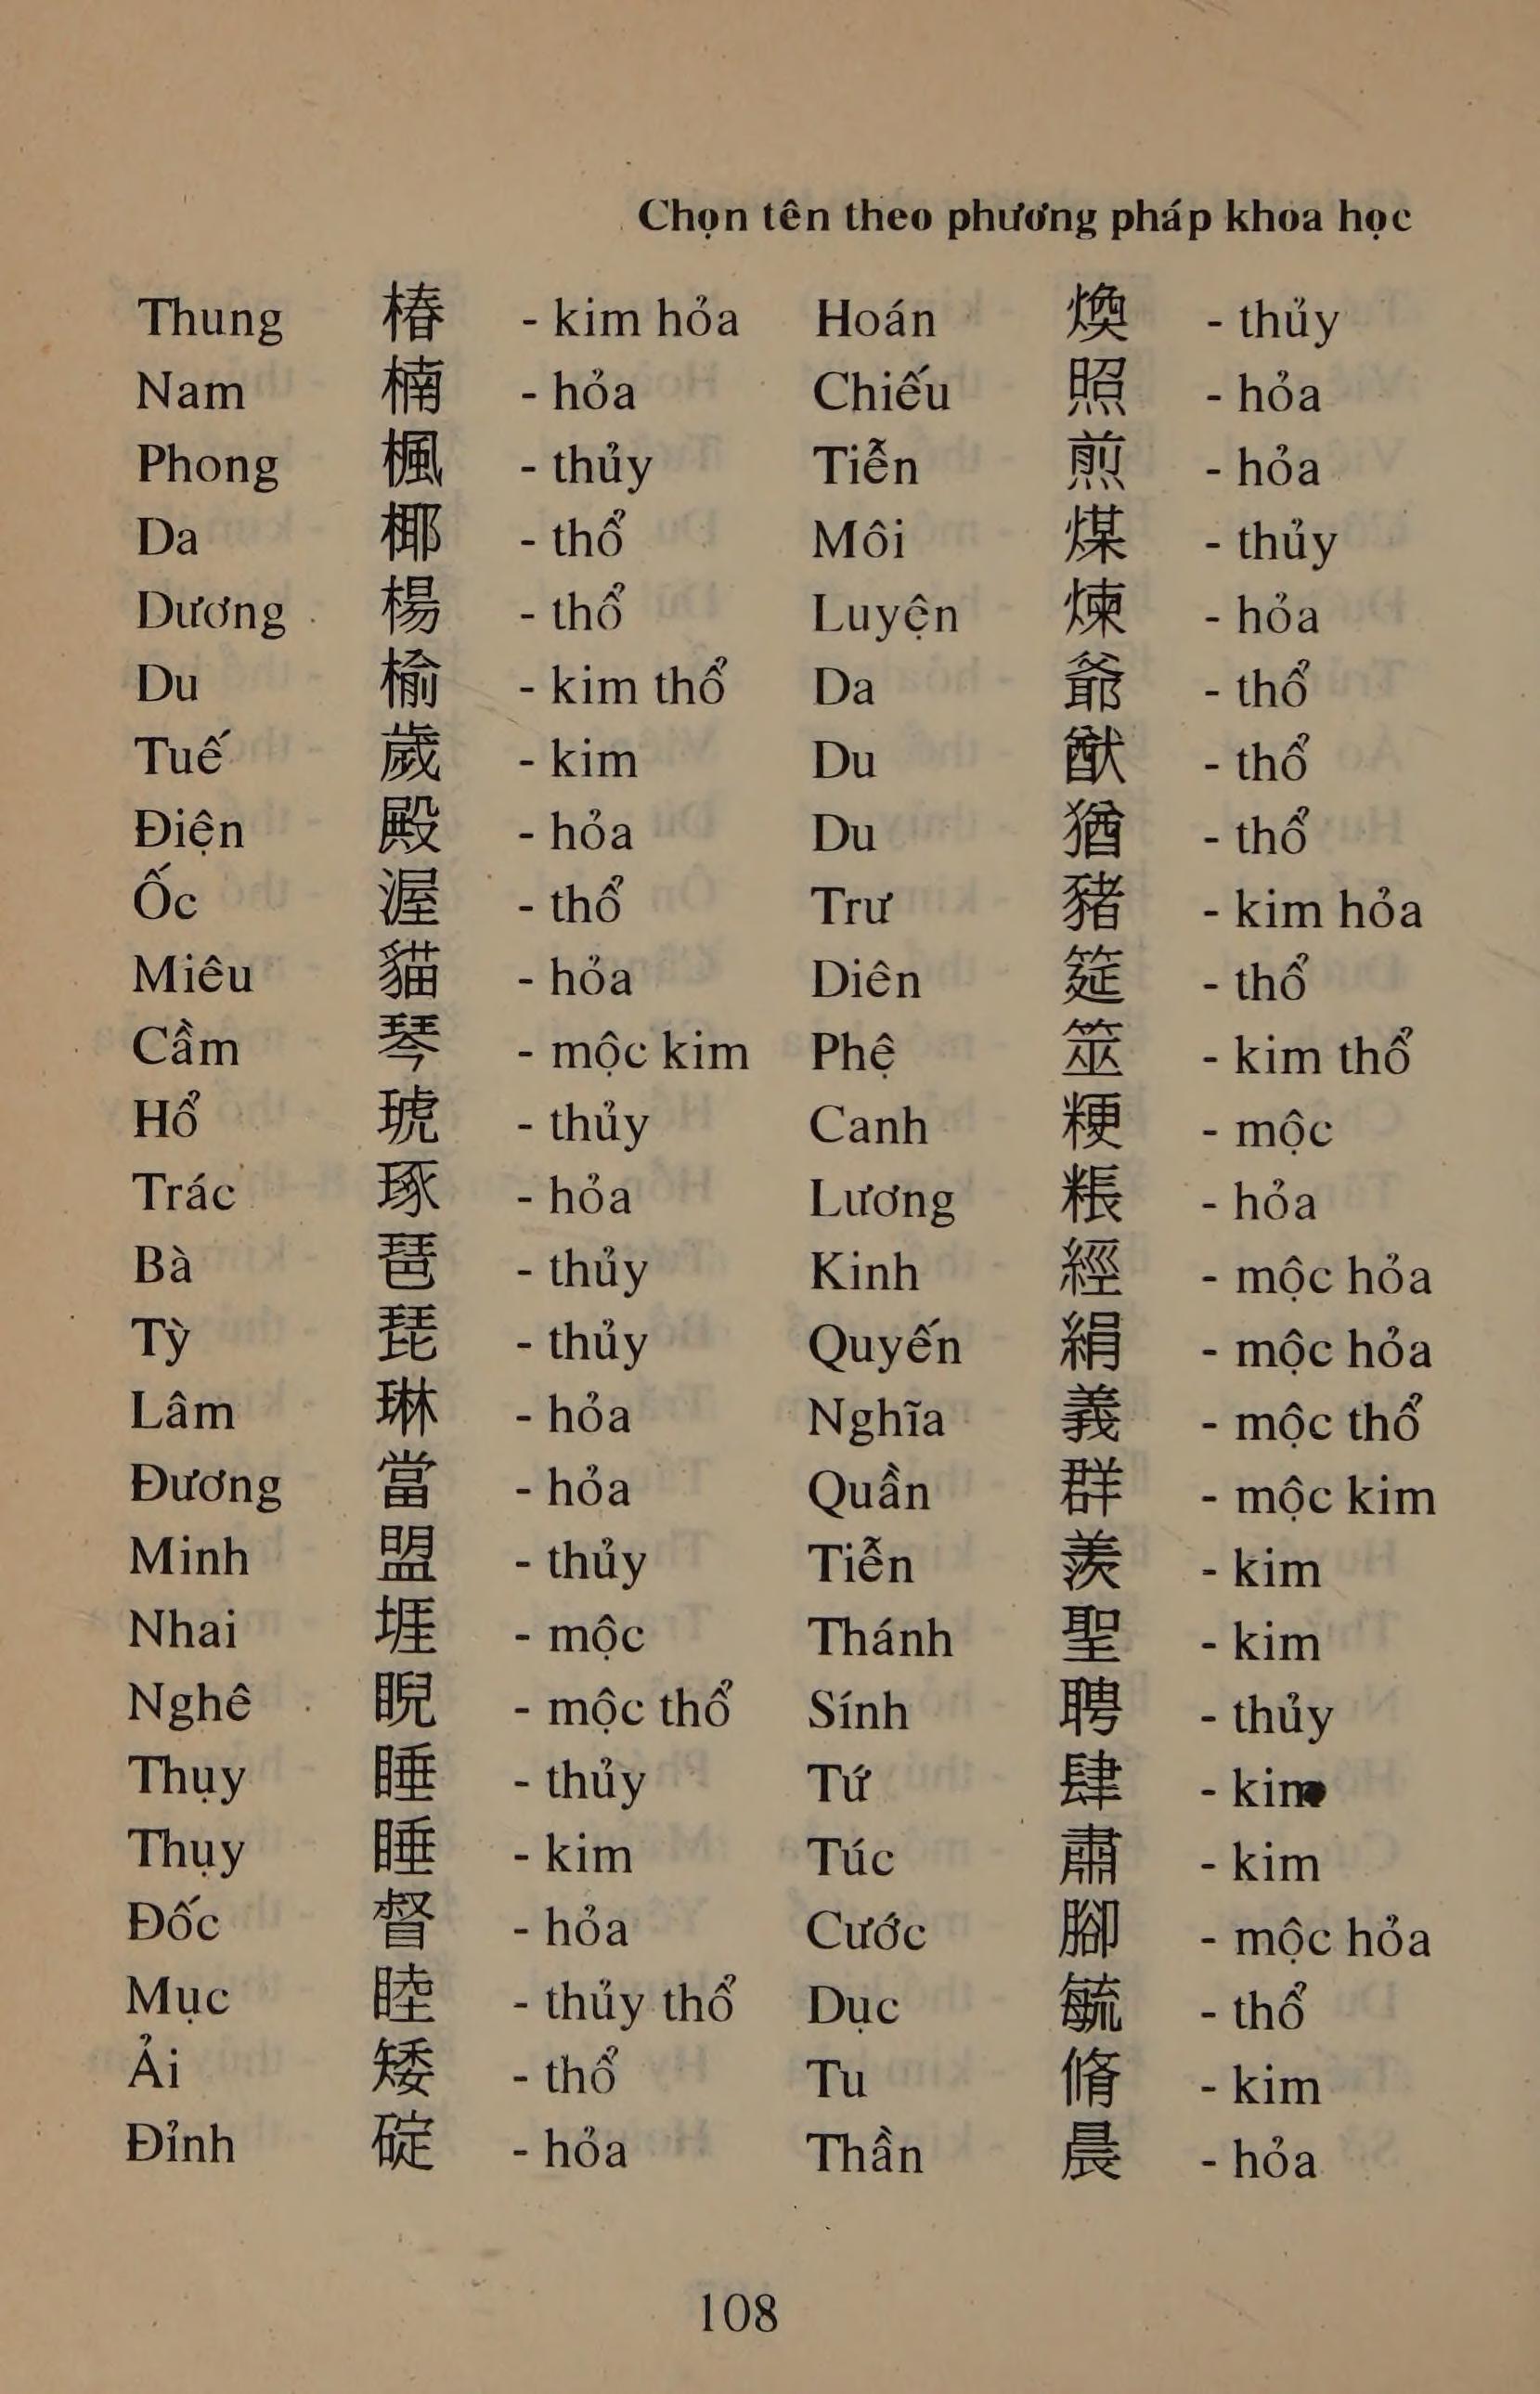 Chọn tên theo phương pháp khoa học
Thung 椿 - kim hỏa
Nam 楠 - hỏa
Phong 楓 - thủy
Da 椰 - thổ
Dương 楊 - thổ
Du 榆 - kim thổ
Tuế 歲 - kim
Điện 殿 - hỏa
Ốc 渥 - thổ
Miêu 貓 - hỏa
Cầm 琴 - mộc kim
Hổ 琥 - thủy
Trác 琢 - hỏa
Bà 琶 - thủy
Tỳ 琵 - thủy
Lâm 琳 - hỏa
Đương 當 - hỏa
Minh 盟 - thủy
Nhai 堐 - mộc
Nghê 睨 - mộc thổ
Thụy 睡 - thủy
Thụy 睡 - kim
Đốc 督 - hỏa
Mục 睦 - thủy thổ
Ải 矮 - thổ
Đỉnh 碇 - hỏa
Hoán 煥 - thủy
Chiếu 照 - hỏa
Tiễn 煎 - hỏa
Môi 煤 - thủy
Luyện 煉 - hỏa
Da 爺 - thổ
Du 猷 - thổ
Du 猶 - thổ
Trư 豬 - kim hỏa
Diên 筵 - thổ
Phệ 筮 - kim thổ
Canh 粳 - mộc
Lương 粻 - hỏa
Kinh 經 - mộc hỏa
Quyến 絹 - mộc hỏa
Nghĩa 義 - mộc thổ
Quần 群 - mộc kim
Tiễn 羨 - kim
Thánh 聖 - kim
Sính 聘 - thủy
Tứ 肆 - kim
Túc 肅 - kim
Cước 腳 - mộc hỏa
Dục 毓 - thổ
Tu 脩 - kim
Thần 晨 - hỏa
108